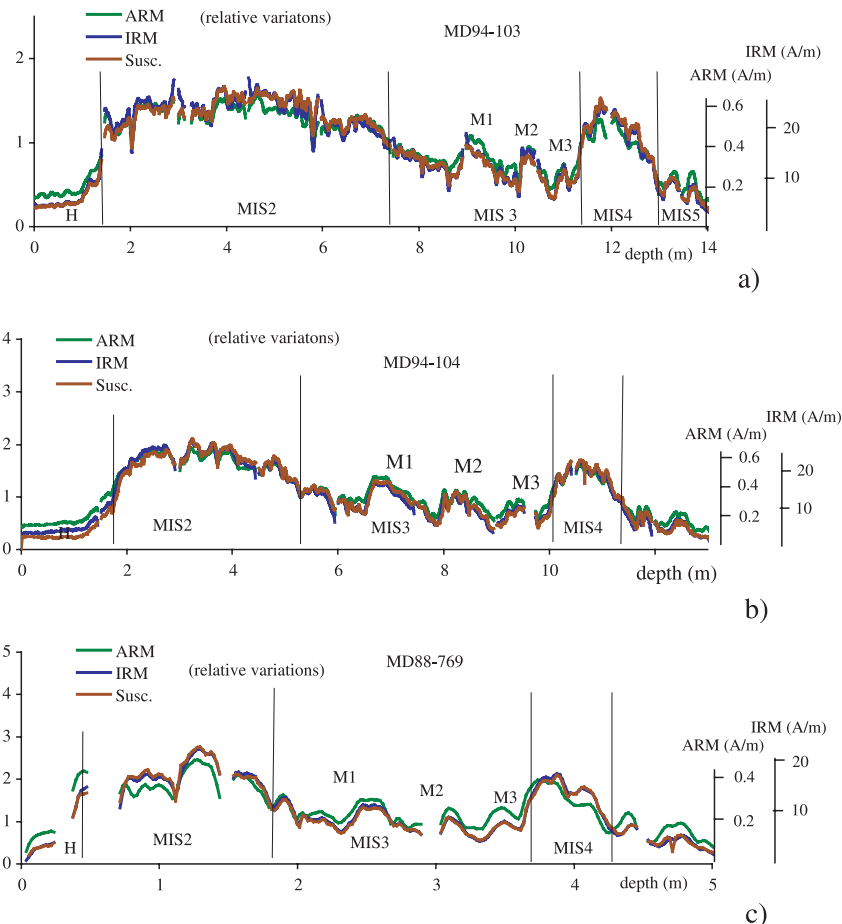 ARM (relative variatons)
IRM MD94-103
Susc.
IRM (A/m)
ARM (A/m)
2
1
0
M1 M2 M3
0.6
0.4
0.2
20
10
H MIS2 MIS 3 MIS4 MIS5
0 2 4 6 8 10 12 14
depth (m)
a)
4
ARM (relative variatons)
IRM
Susc. MD94-104
IRM (A/m)
ARM (A/m)
3
2
1
0
M1 M2 M3
0.6
0.4
0.2
20
10
H MIS2 MIS3 MIS4
2 4 6 8 10
depth (m)
b)
5
ARM
IRM (relative variations) MD88-769
Susc.
IRM (A/m)
ARM (A/m)
4
3
2
1
0
M1 M2 M3
0.4
0.2
20
10
H MIS2 MIS3 MIS4
0 1 2 3 4 depth (m) 5
c)